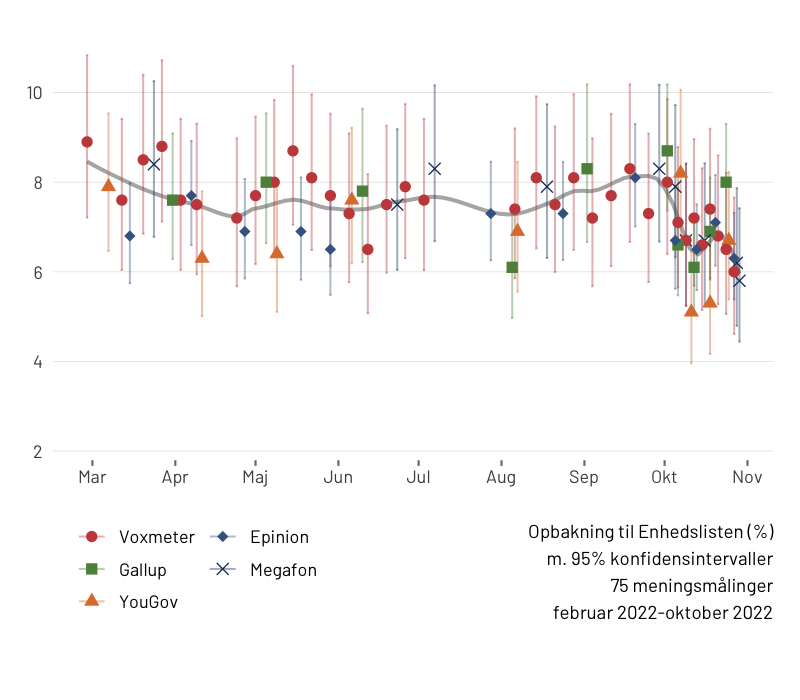 10
8
6
4
2
Mar Apr Maj Jun Jul Aug Sep Okt Nov
Voxmeter Epinion
Gallup Megafon
YouGov
Opbakning til Enhedslisten (%)
m. 95% konfidensintervaller
75 meningsmålinger
februar 2022-oktober 2022